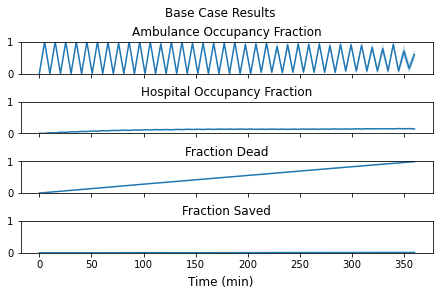 Base Case Results
Ambulance Occupancy Fraction
1
0
Hospital Occupancy Fraction
1
0
Fraction Dead
1
0
Fraction Saved
1
0
0 50 100 150 200 250 300 350
Time (min)